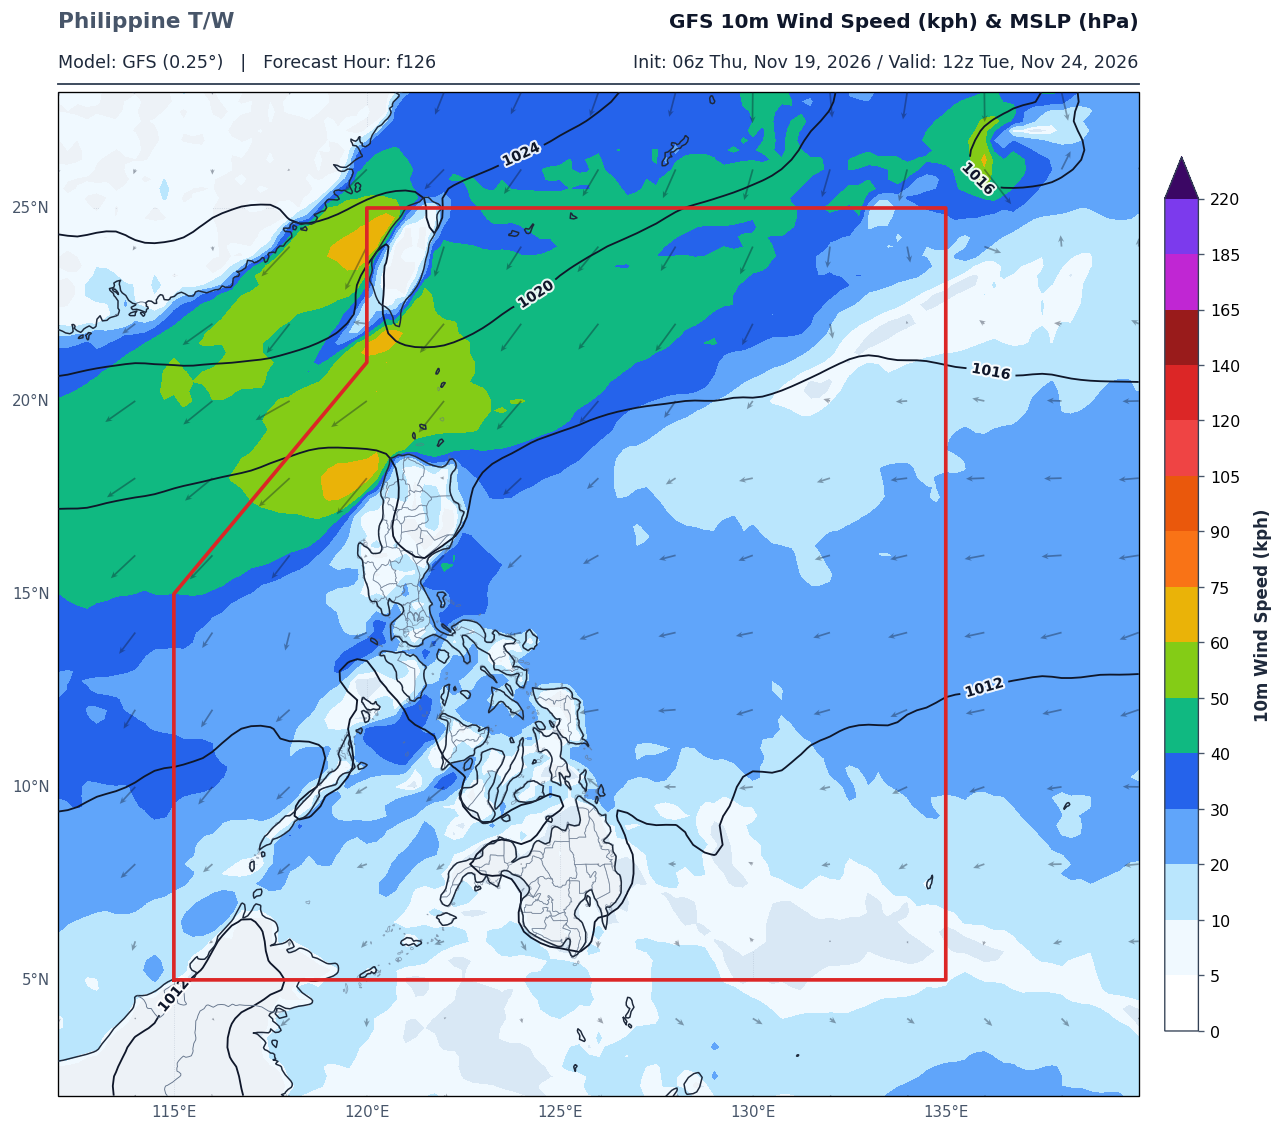 Philippine T/W
GFS 10m Wind Speed (kph) & MSLP (hPa)
Model: GFS (0.25°) | Forecast Hour: f126
Init: 06z Thu, Nov 19, 2026 / Valid: 12z Tue, Nov 24, 2026
1024
1016
1020
1016
1012
1012
25°N
20°N
15°N
10°N
5°N
115°E
120°E
125°E
130°E
135°E
220
185
165
140
120
105
90
75
60
50
40
30
20
10
5
0
10m Wind Speed (kph)